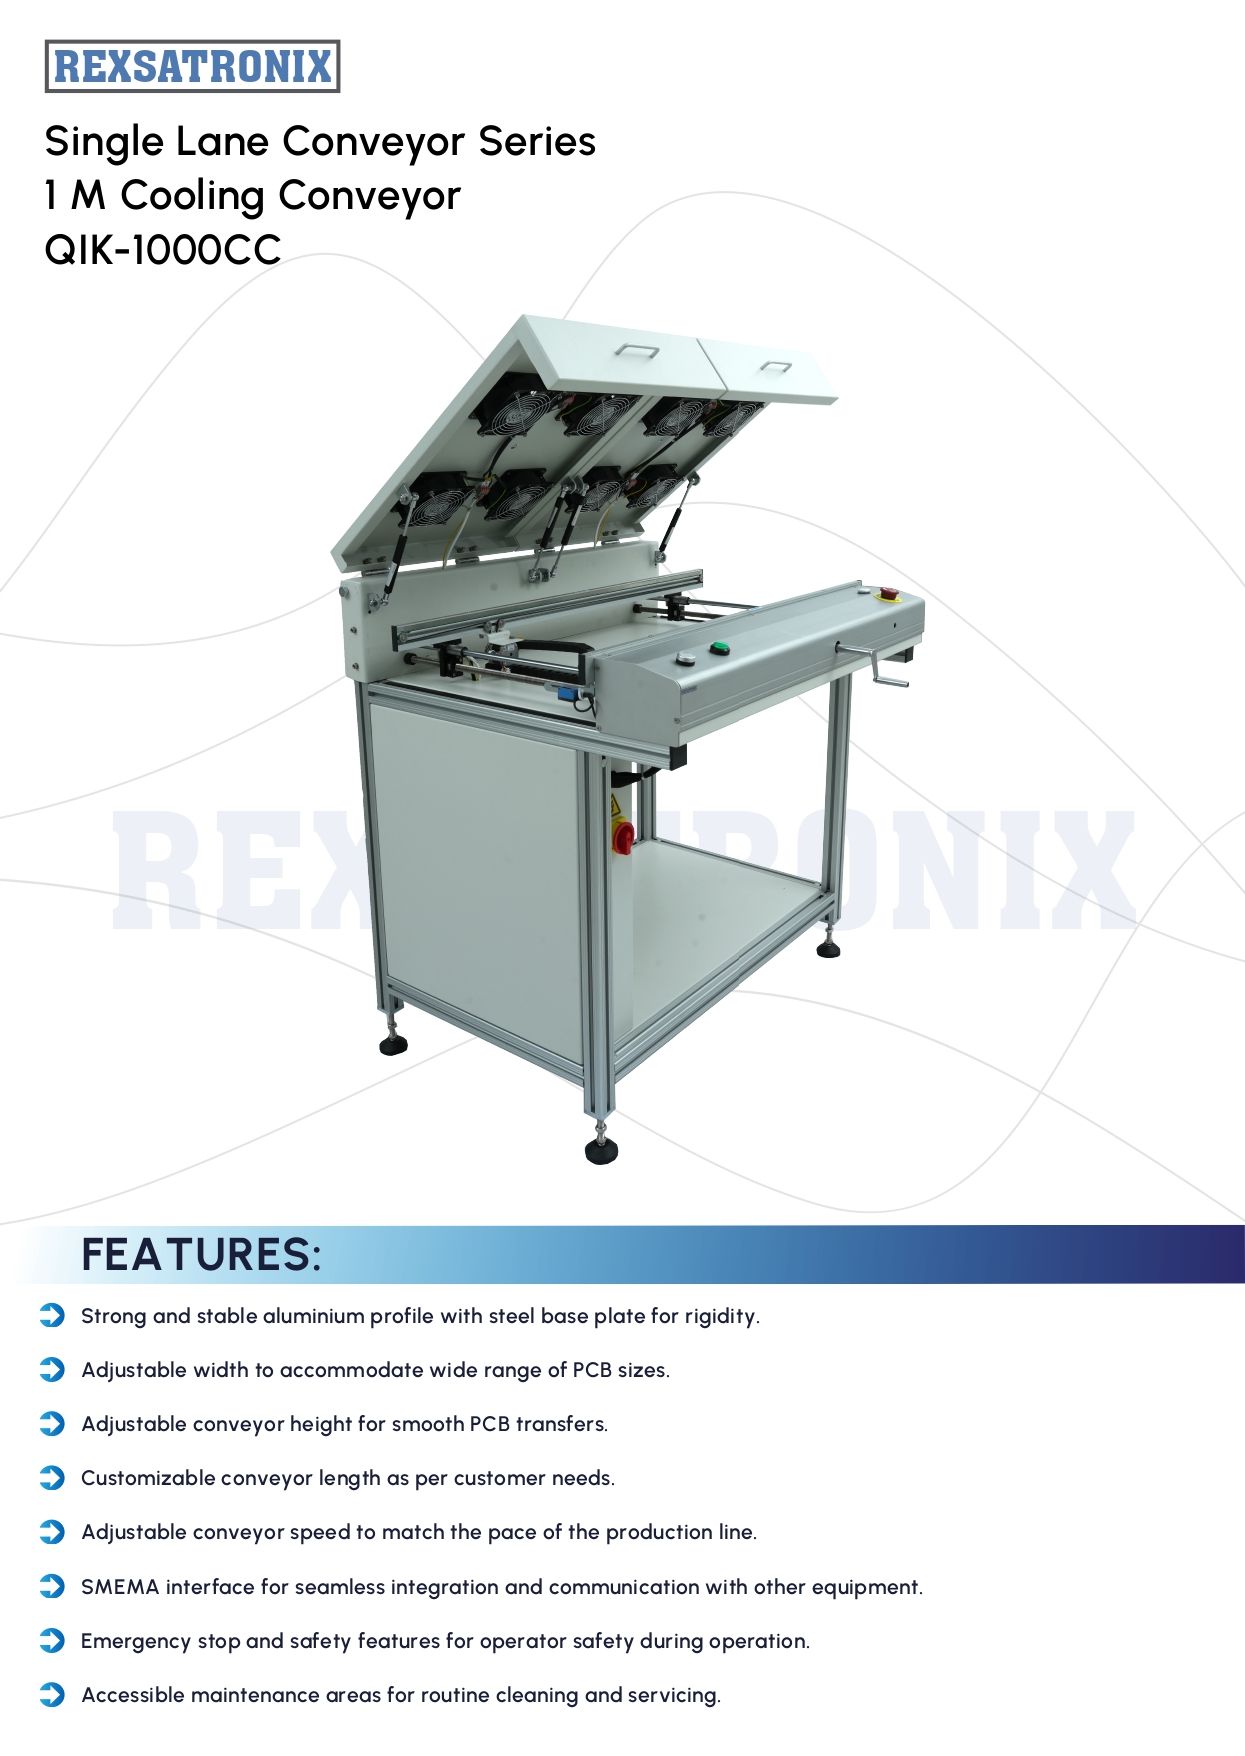 REXSATRONIX
Single Lane Conveyor Series
1 M Cooling Conveyor
QIK-1000CC
REXSATRONIX
FEATURES:
Strong and stable aluminium profile with steel base plate for rigidity.
Adjustable width to accommodate wide range of PCB sizes.
Adjustable conveyor height for smooth PCB transfers.
Customizable conveyor length as per customer needs.
Adjustable conveyor speed to match the pace of the production line.
SMEMA interface for seamless integration and communication with other equipment.
Emergency stop and safety features for operator safety during operation.
Accessible maintenance areas for routine cleaning and servicing.